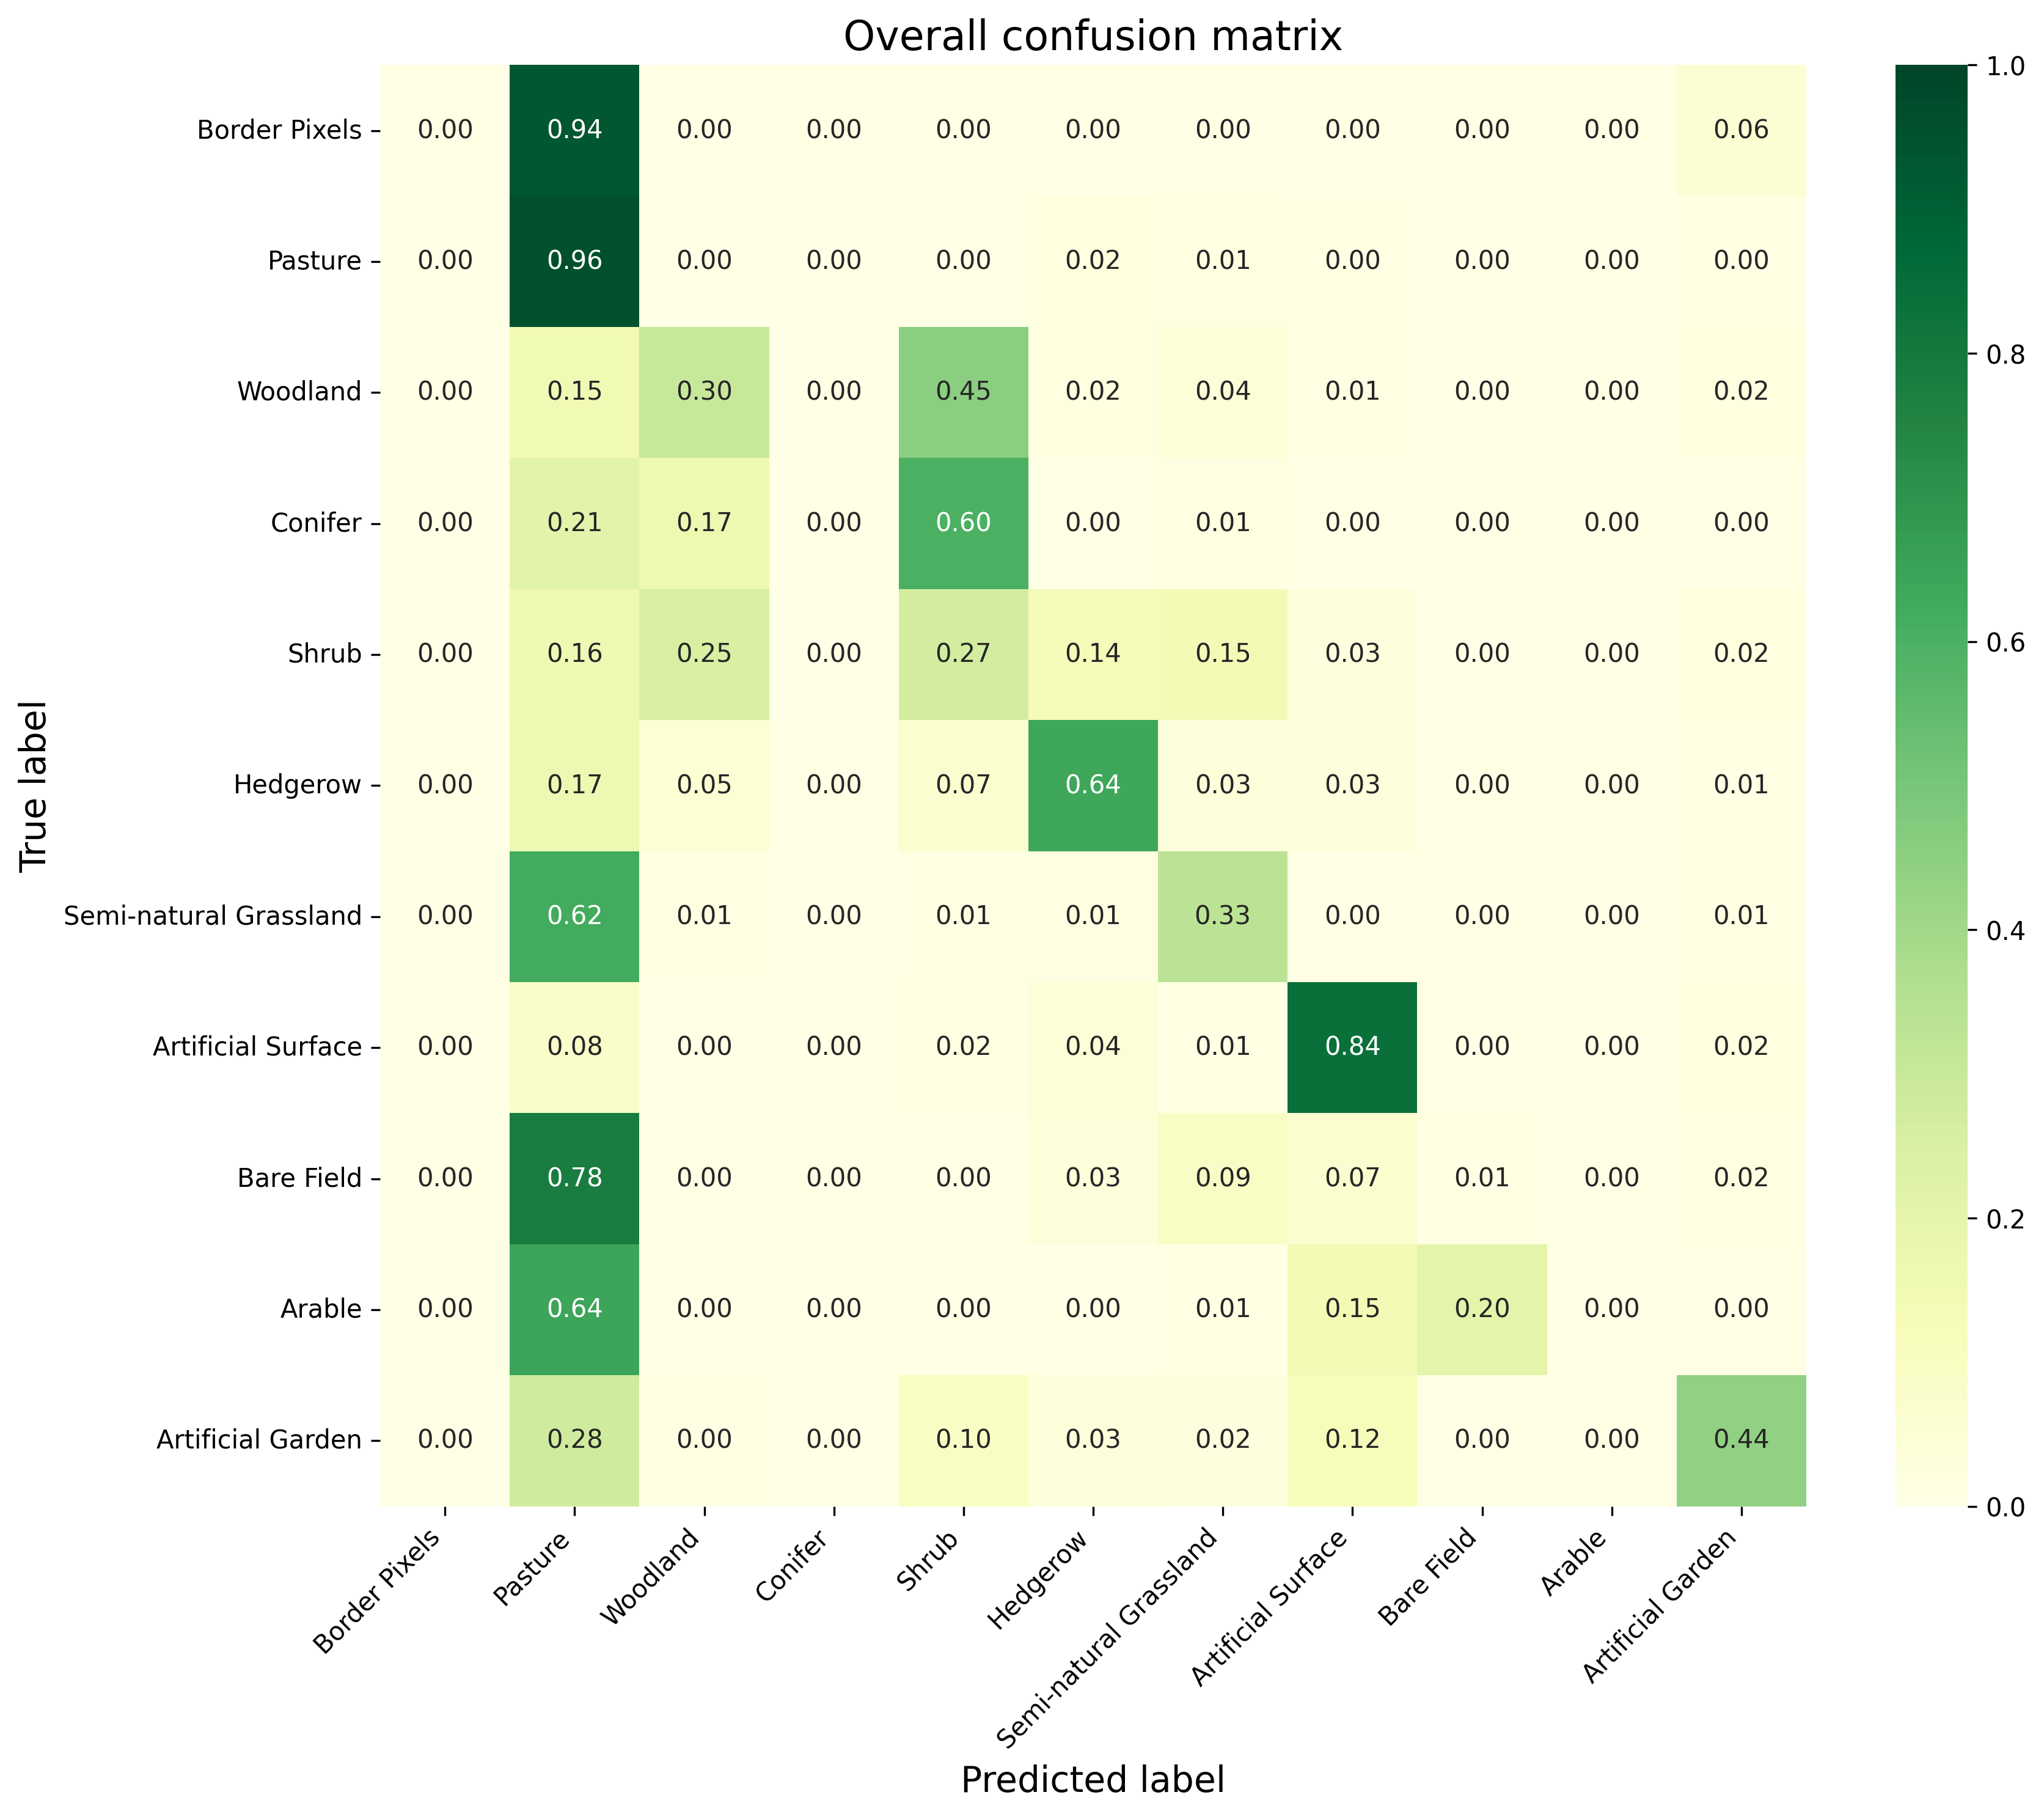 Overall confusion matrix
1.0
Border Pixels 0.00 0.94 0.00 0.00 0.00 0.00 0.00 0.00 0.00 0.00 0.06
Pasture 0.00 0.96 0.00 0.00 0.00 0.02 0.01 0.00 0.00 0.00 0.00
0.8
Woodland 0.00 0.15 0.30 0.00 0.45 0.02 0.04 0.01 0.00 0.00 0.02
Conifer 0.00 0.21 0.17 0.00 0.60 0.00 0.01 0.00 0.00 0.00 0.00
0.6
Shrub 0.00 0.16 0.25 0.00 0.27 0.14 0.15 0.03 0.00 0.00 0.02
True label
Hedgerow 0.00 0.17 0.05 0.00 0.07 0.64 0.03 0.03 0.00 0.00 0.01
Semi-natural Grassland 0.00 0.62 0.01 0.00 0.01 0.01 0.33 0.00 0.00 0.00 0.01
0.4
Artificial Surface 0.00 0.08 0.00 0.00 0.02 0.04 0.01 0.84 0.00 0.00 0.02
Bare Field 0.00 0.78 0.00 0.00 0.00 0.03 0.09 0.07 0.01 0.00 0.02
0.2
Arable 0.00 0.64 0.00 0.00 0.00 0.00 0.01 0.15 0.20 0.00 0.00
Artificial Garden 0.00 0.28 0.00 0.00 0.10 0.03 0.02 0.12 0.00 0.00 0.44
0.0
Border Pixels
Pasture
Woodland
Conifer
Shrub
Hedgerow
Semi-natural Grassland
Artificial Surface
Bare Field
Arable
Artificial Garden
Predicted label